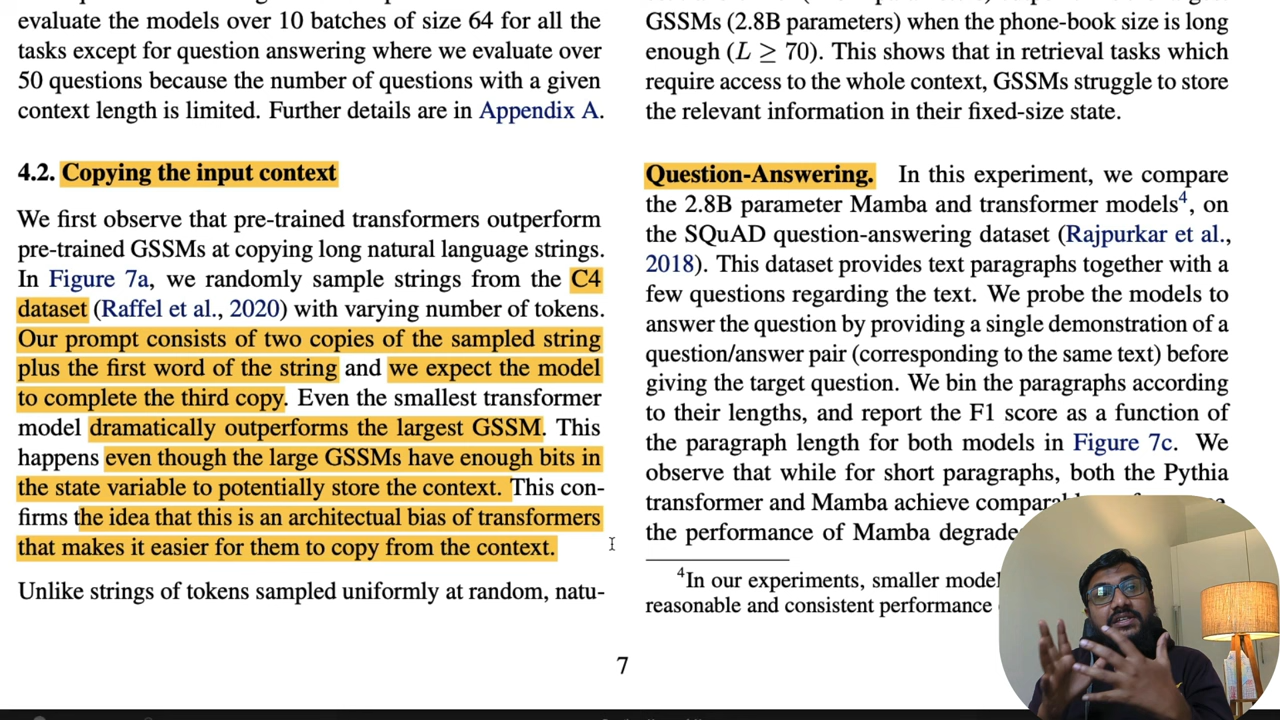 evaluate the models over 10 batches of size 64 for all the
tasks except for question answering where we evaluate over
50 questions because the number of questions with a given
context length is limited. Further details are in Appendix A.
4.2. Copying the input context
We first observe that pre-trained transformers outperform
pre-trained GSSMs at copying long natural language strings.
In Figure 7a, we randomly sample strings from the C4
dataset (Raffel et al., 2020) with varying number of tokens.
Our prompt consists of two copies of the sampled string
plus the first word of the string and we expect the model
to complete the third copy. Even the smallest transformer
model dramatically outperforms the largest GSSM. This
happens even though the large GSSMs have enough bits in
the state variable to potentially store the context. This con-
firms the idea that this is an architectual bias of transformers
that makes it easier for them to copy from the context.
Unlike strings of tokens sampled uniformly at random, natu-
GSSMs (2.8B parameters) when the phone-book size is long
enough (L ≥ 70). This shows that in retrieval tasks which
require access to the whole context, GSSMs struggle to store
the relevant information in their fixed-size state.
Question-Answering. In this experiment, we compare
the 2.8B parameter Mamba and transformer models4, on
the SQuAD question-answering dataset (Rajpurkar et al.,
2018). This dataset provides text paragraphs together with a
few questions regarding the text. We probe the models to
answer the question by providing a single demonstration of a
question/answer pair (corresponding to the same text) before
giving the target question. We bin the paragraphs according
to their lengths, and report the F1 score as a function of
the paragraph length for both models in Figure 7c. We
observe that while for short paragraphs, both the Pythia
transformer and Mamba achieve
the performance of Mamba
4In our experiments, smaller
reasonable and consistent performance
7